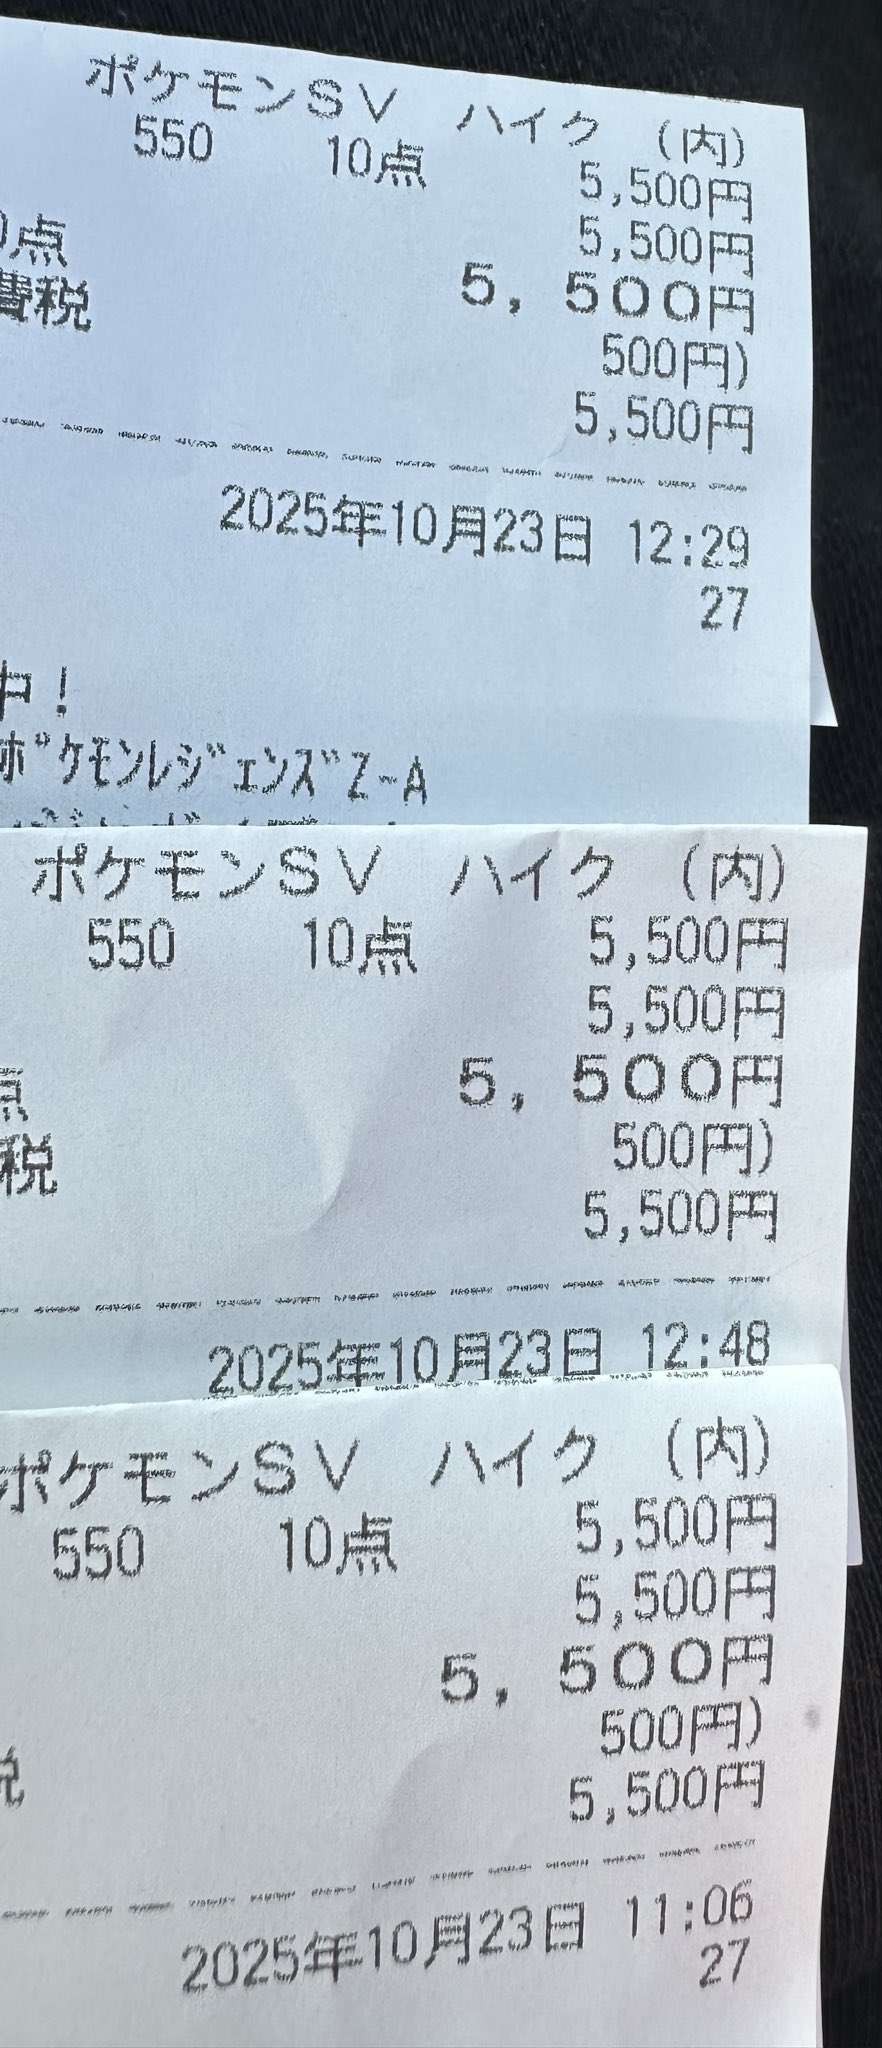 ポケモンSV ハイク (内)
550 10点 5,500円
5,500円
0点 5,500円
費税 500円)
5,500円
2025年10月23日 12:29
27
中!
ポケモンレジェンズZ-A
ポケモンSV ハイク (内)
550 10点 5,500円
5,500円
点 5,500円
税 500円)
5,500円
2025年10月23日 12:48
ポケモンSV ハイク (内)
550 10点 5,500円
5,500円
5,500円
税 500円)
5,500円
2025年10月23日 11:06
27